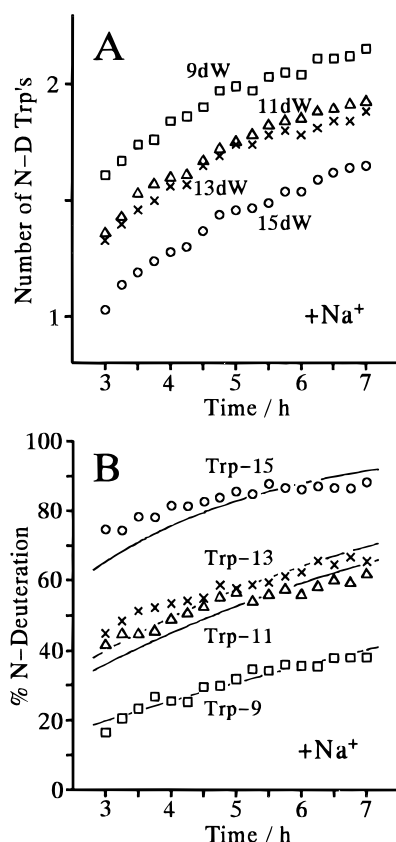 A
Number of N–D Trp's
2
1
9dW
11dW
13dW
15dW
+Na⁺
3 4 5 6 7
Time / h
B
% N–Deuteration
100
80
60
40
20
0
Trp–15
Trp–13
Trp–11
Trp–9
+Na⁺
3 4 5 6 7
Time / h